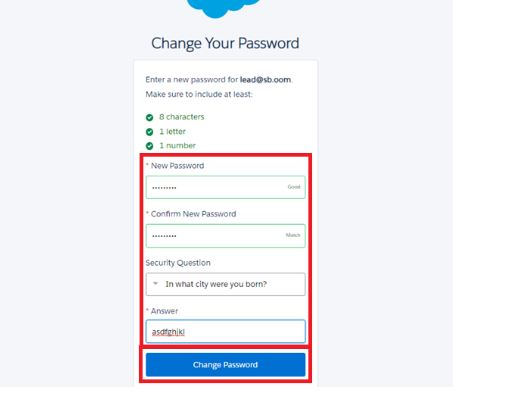 Change Your Password
Enter a new password for lead@sb.oom.
Make sure to include at least:
8 characters
1 letter
1 number
* New Password
•••••••••
Good
* Confirm New Password
•••••••••
Match
Security Question
In what city were you born?
* Answer
asdfghjkl
Change Password